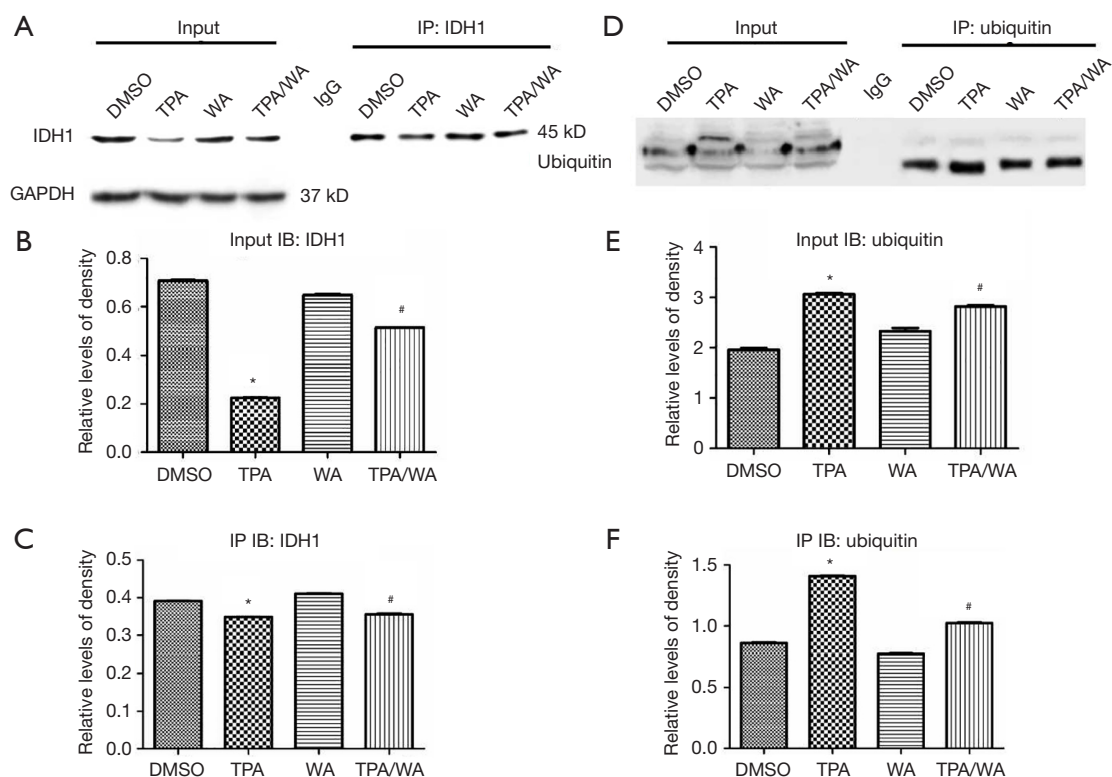 A
Input
IP: IDH1
DMSO
TPA
WA
TPA/WA
IgG
DMSO
TPA
WA
TPA/WA
IDH1
45 kD
GAPDH
37 kD
D
Input
IP: ubiquitin
DMSO
TPA
WA
TPA/WA
IgG
DMSO
TPA
WA
TPA/WA
Ubiquitin
B
Input IB: IDH1
Relative levels of density
0.8
0.6
0.4
0.2
0.0
*
#
DMSO TPA WA TPA/WA
E
Input IB: ubiquitin
Relative levels of density
4
3
2
1
0
*
#
DMSO TPA WA TPA/WA
C
IP IB: IDH1
Relative levels of density
0.5
0.4
0.3
0.2
0.1
0.0
*
#
DMSO TPA WA TPA/WA
F
IP IB: ubiquitin
Relative levels of density
1.5
1.0
0.5
0.0
*
#
DMSO TPA WA TPA/WA